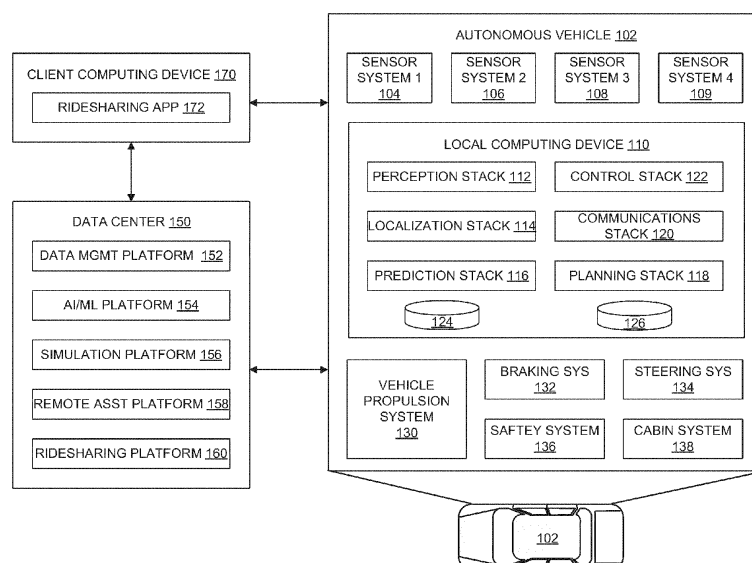 AUTONOMOUS VEHICLE 102
SENSOR
SYSTEM 1
104
SENSOR
SYSTEM 2
106
SENSOR
SYSTEM 3
108
SENSOR
SYSTEM 4
109
CLIENT COMPUTING DEVICE 170
RIDESHARING APP 172
LOCAL COMPUTING DEVICE 110
PERCEPTION STACK 112
CONTROL STACK 122
LOCALIZATION STACK 114
COMMUNICATIONS
STACK 120
PREDICTION STACK 116
PLANNING STACK 118
124
126
DATA CENTER 150
DATA MGMT PLATFORM 152
AI/ML PLATFORM 154
SIMULATION PLATFORM 156
REMOTE ASST PLATFORM 158
RIDESHARING PLATFORM 160
VEHICLE
PROPULSION
SYSTEM
130
BRAKING SYS
132
STEERING SYS
134
SAFTEY SYSTEM
136
CABIN SYSTEM
138
102